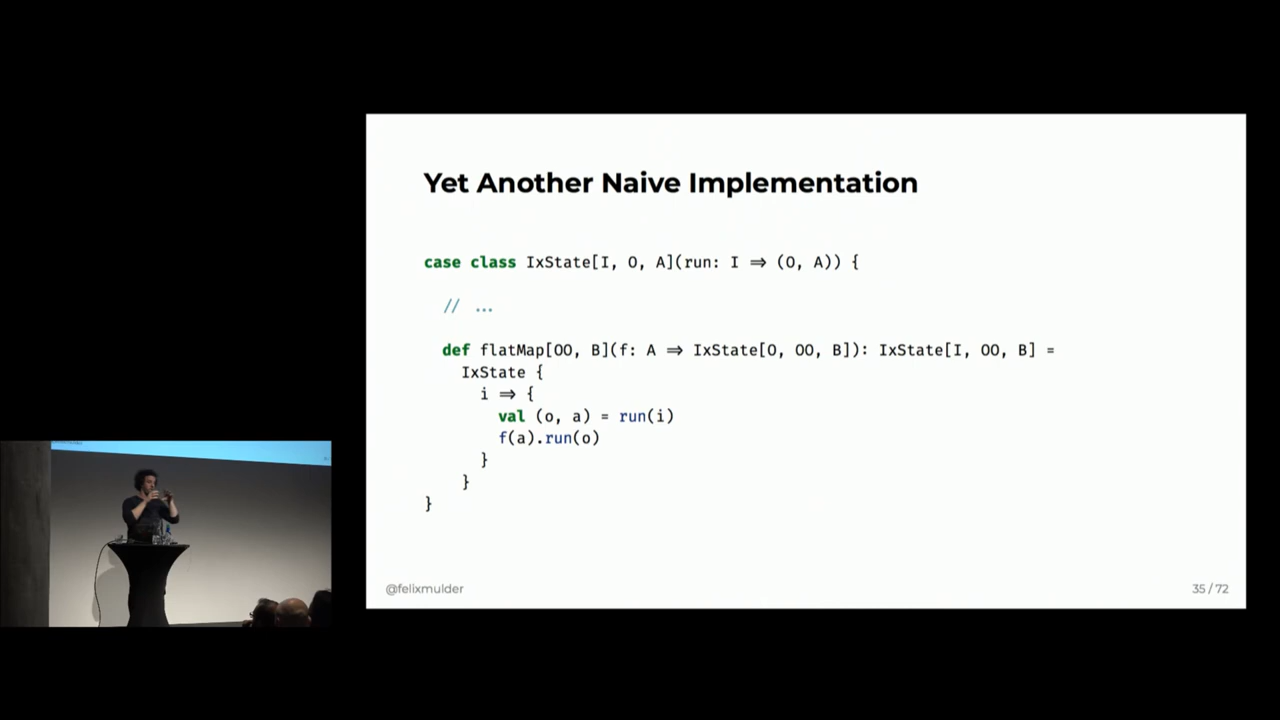 Yet Another Naive Implementation
case class IxState[I, O, A](run: I ⇒ (O, A)) {
// ...
def flatMap[OO, B](f: A ⇒ IxState[O, OO, B]): IxState[I, OO, B] =
IxState {
i ⇒ {
val (o, a) = run(i)
f(a).run(o)
}
}
}
@felixmulder
35 / 72